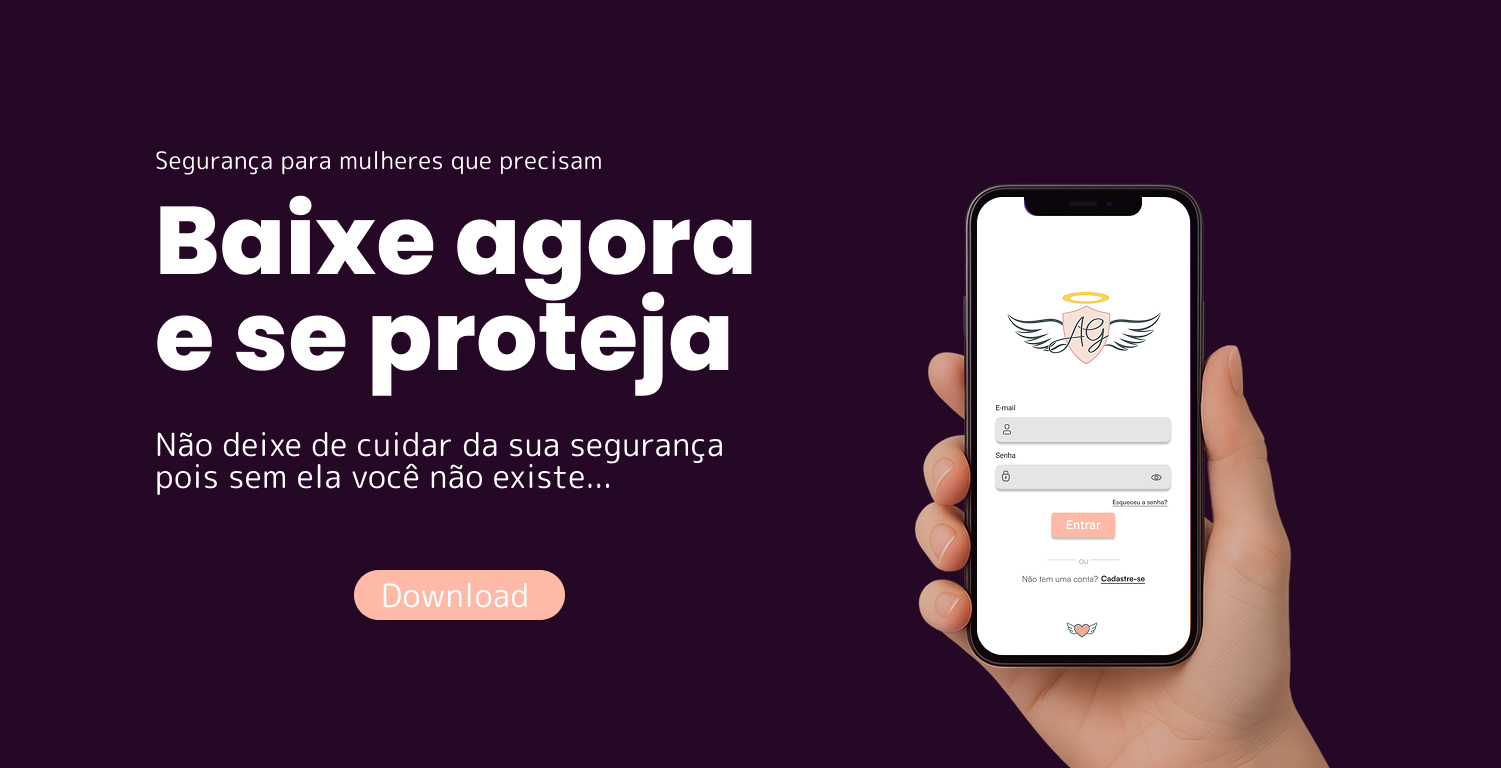 Segurança para mulheres que precisam
Baixe agora
e se proteja
Não deixe de cuidar da sua segurança
pois sem ela você não existe...
Download
AG
E-mail
Senha
Esqueceu a senha?
Entrar
ou
Não tem uma conta? Cadastre-se